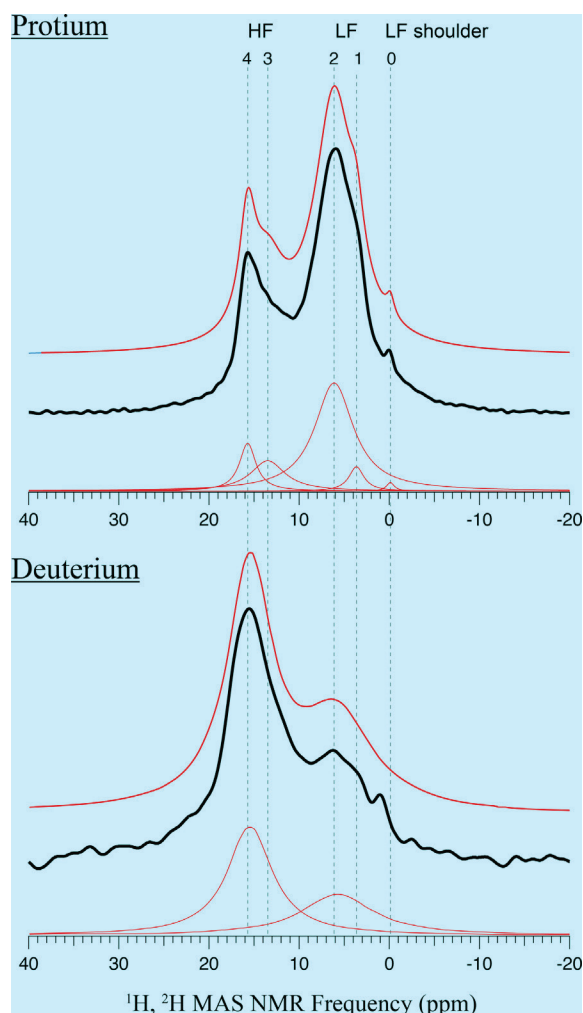 Protium
HF LF LF shoulder
4 3 2 1 0
40 30 20 10 0 -10 -20
Deuterium
40 30 20 10 0 -10 -20
¹H, ²H MAS NMR Frequency (ppm)